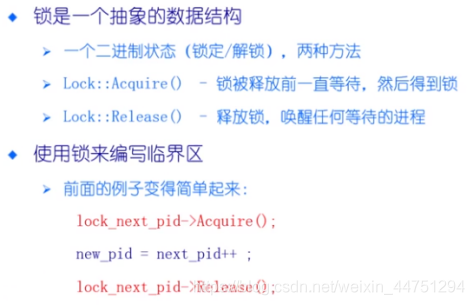 锁是一个抽象的数据结构
一个二进制状态（锁定/解锁），两种方法
Lock::Acquire() - 锁被释放前一直等待，然后得到锁
Lock::Release() - 释放锁，唤醒任何等待的进程
使用锁来编写临界区
前面的例子变得简单起来：
lock_next_pid->Acquire();
new_pid = next_pid++ ;
lock_next_pid->Release();
csdn.net/weixin_44751294